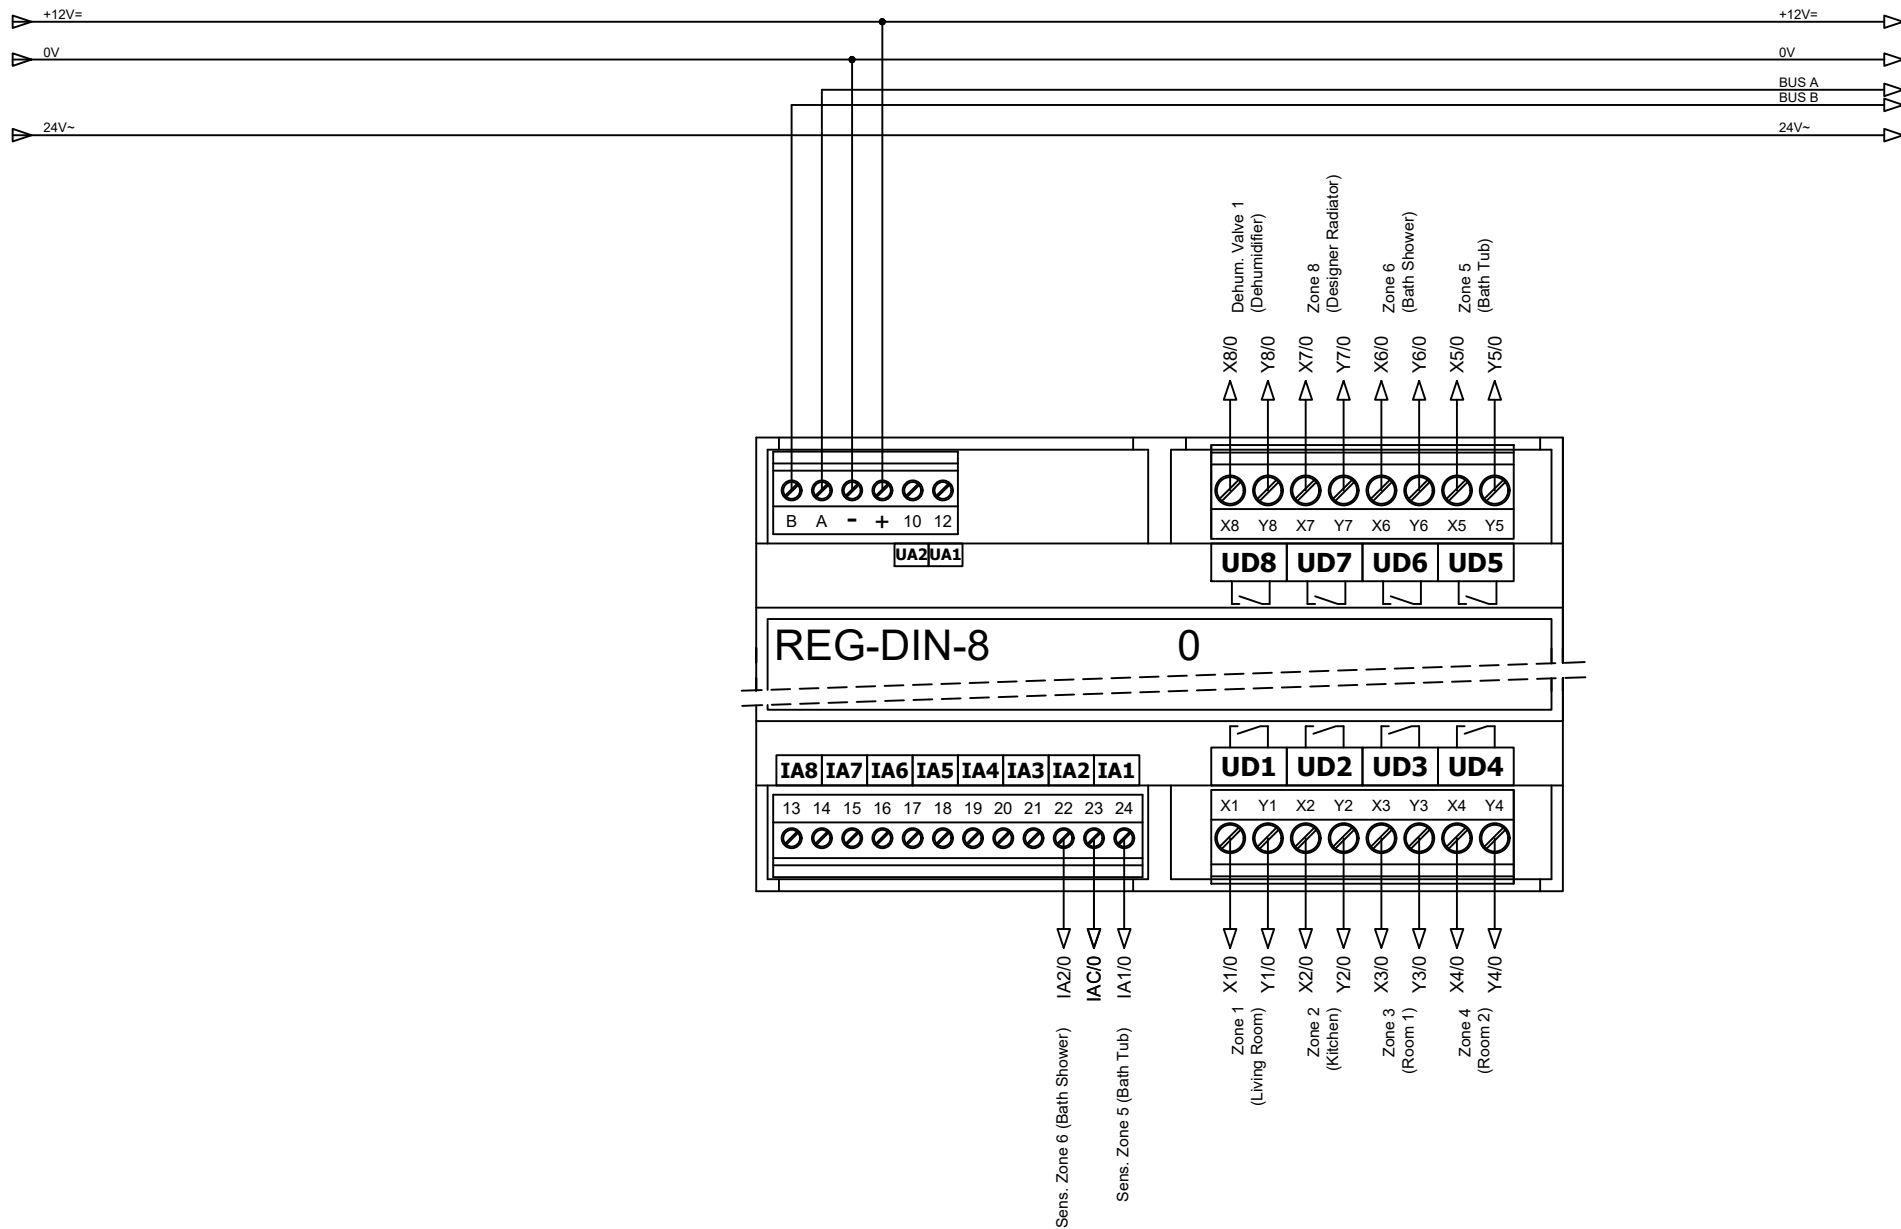 +12V= +12V=
0V 0V
BUS A
BUS B
24V~ 24V~
Dehum. Valve 1
(Dehumidifier)
Zone 8
(Designer Radiator)
Zone 6
(Bath Shower)
Zone 5
(Bath Tub)
X8/0 Y8/0 X7/0 Y7/0 X6/0 Y6/0 X5/0 Y5/0
B A - + 10 12
X8 Y8 X7 Y7 X6 Y6 X5 Y5
UA2 UA1
UD8 UD7 UD6 UD5
REG-DIN-8 0
IA8 IA7 IA6 IA5 IA4 IA3 IA2 IA1
UD1 UD2 UD3 UD4
13 14 15 16 17 18 19 20 21 22 23 24
X1 Y1 X2 Y2 X3 Y3 X4 Y4
IA2/0 IAC/0 IA1/0
X1/0 Y1/0 X2/0 Y2/0 X3/0 Y3/0 X4/0 Y4/0
Sens. Zone 6 (Bath Shower)
Sens. Zone 5 (Bath Tub)
Zone 1
(Living Room)
Zone 2
(Kitchen)
Zone 3
(Room 1)
Zone 4
(Room 2)